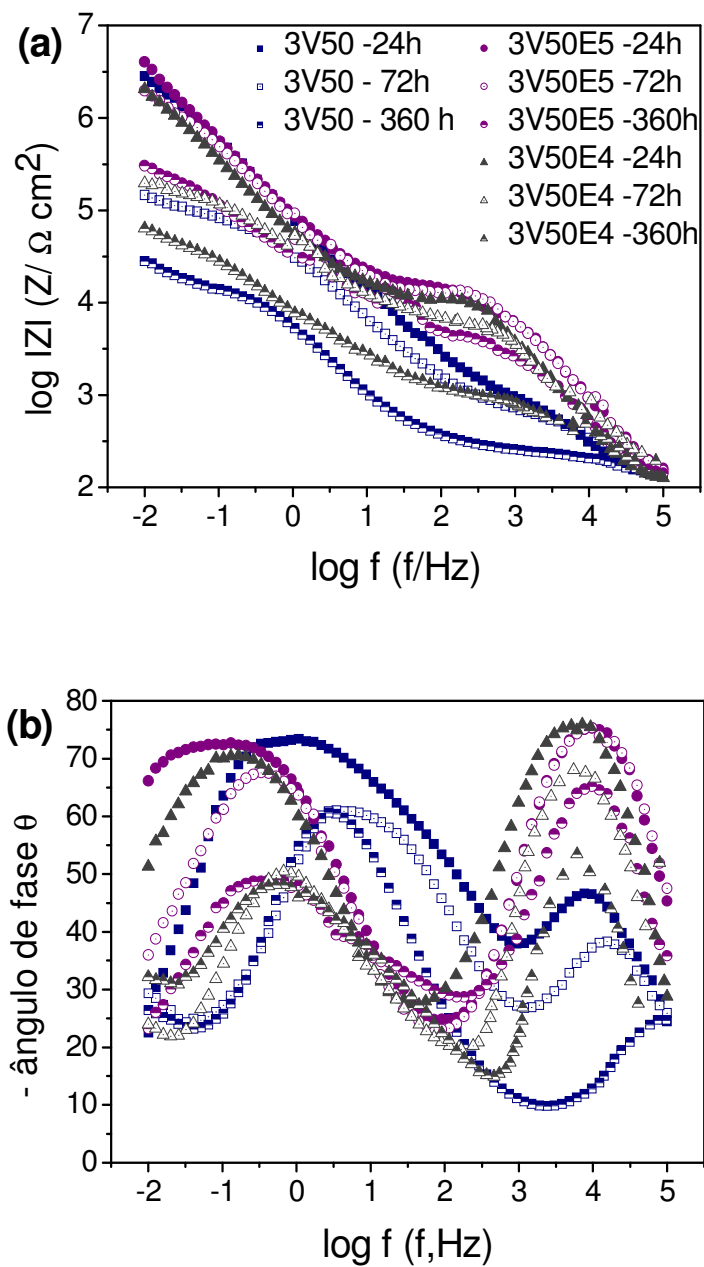 (a)
3V50 -24h
3V50 - 72h
3V50 - 360 h
3V50E5 -24h
3V50E5 -72h
3V50E5 -360h
3V50E4 -24h
3V50E4 -72h
3V50E4 -360h
7
6
5
4
3
2
log |Z| (Z/ Ω cm²)
-2 -1 0 1 2 3 4 5
log f (f/Hz)
(b)
80
70
60
50
40
30
20
10
0
- ângulo de fase θ
-2 -1 0 1 2 3 4 5
log f (f,Hz)